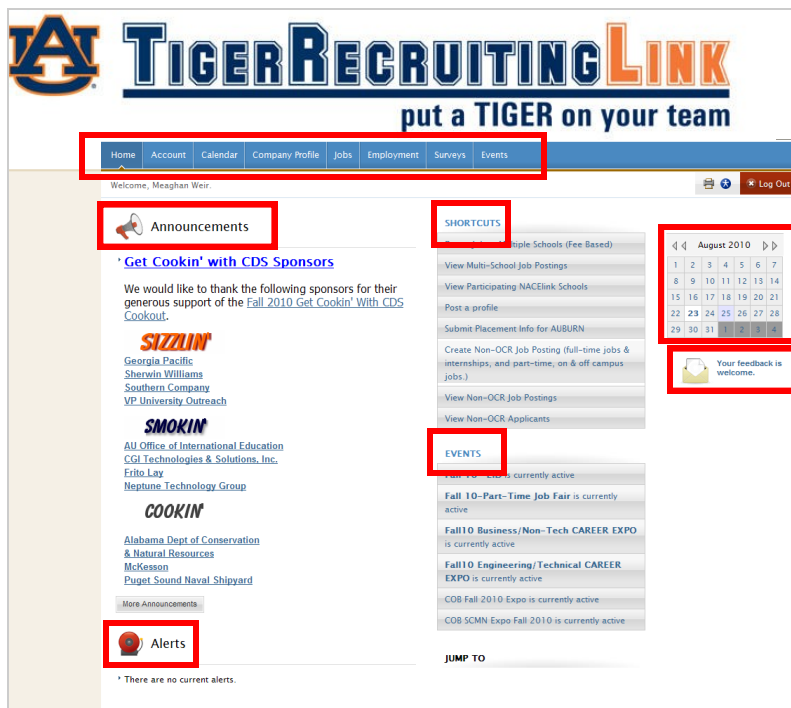 AU TIGERRECRUITINGLINK
put a TIGER on your team
Home Account Calendar Company Profile Jobs Employment Surveys Events
Welcome, Meaghan Weir.
Log Out
Announcements
Get Cookin' with CDS Sponsors
We would like to thank the following sponsors for their
generous support of the Fall 2010 Get Cookin' With CDS
Cookout.
SIZZLIN'
Georgia Pacific
Sherwin Williams
Southern Company
VP University Outreach
SMOKIN'
AU Office of International Education
CGI Technologies & Solutions, Inc.
Frito Lay
Neptune Technology Group
COOKIN'
Alabama Dept of Conservation
& Natural Resources
McKesson
Puget Sound Naval Shipyard
More Announcements
Alerts
There are no current alerts.
SHORTCUTS
Multiple Schools (Fee Based)
View Multi-School Job Postings
View Participating NACElink Schools
Post a profile
Submit Placement Info for AUBURN
Create Non-OCR Job Posting (full-time jobs &
internships, and part-time, on & off campus
jobs.)
View Non-OCR Job Postings
View Non-OCR Applicants
EVENTS
is currently active
Fall 10-Part-Time Job Fair is currently
active
Fall10 Business/Non-Tech CAREER EXPO
is currently active
Fall10 Engineering/Technical CAREER
EXPO is currently active
COB Fall 2010 Expo is currently active
COB SCMN Expo Fall 2010 is currently active
JUMP TO
August 2010
1 2 3 4 5 6 7
8 9 10 11 12 13 14
15 16 17 18 19 20 21
22 23 24 25 26 27 28
29 30 31 1 2 3 4
Your feedback is
welcome.